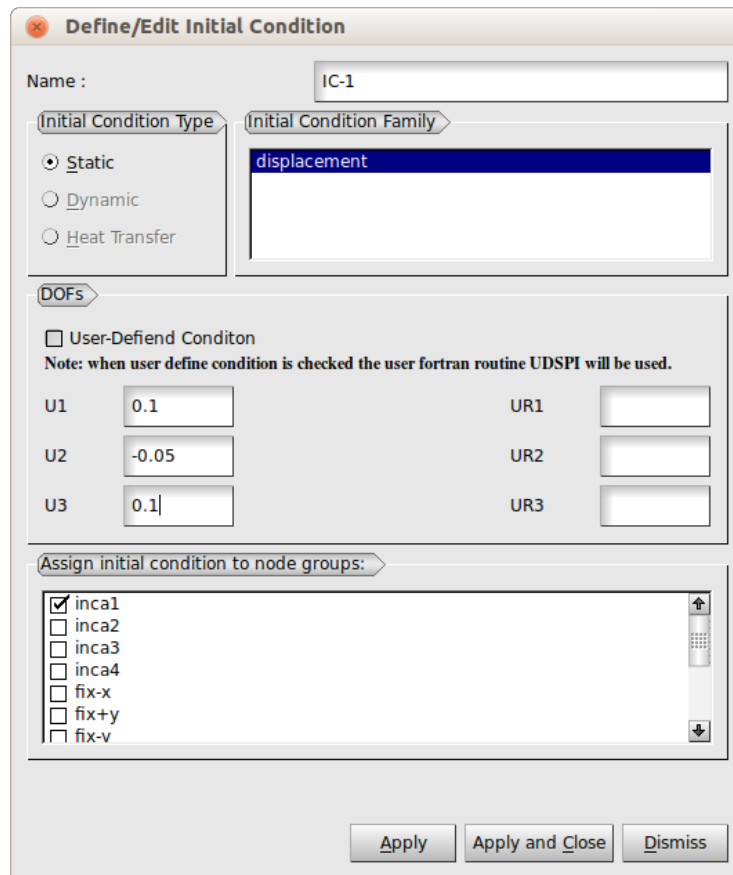 Define/Edit Initial Condition
Name :
IC-1
Initial Condition Type
Initial Condition Family
Static
displacement
Dynamic
Heat Transfer
DOFs
User-Defiend Conditon
Note: when user define condition is checked the user fortran routine UDSPI will be used.
U1 0.1 UR1
U2 -0.05 UR2
U3 0.1 UR3
Assign initial condition to node groups:
inca1
inca2
inca3
inca4
fix-x
fix+y
fix-y
Apply Apply and Close Dismiss